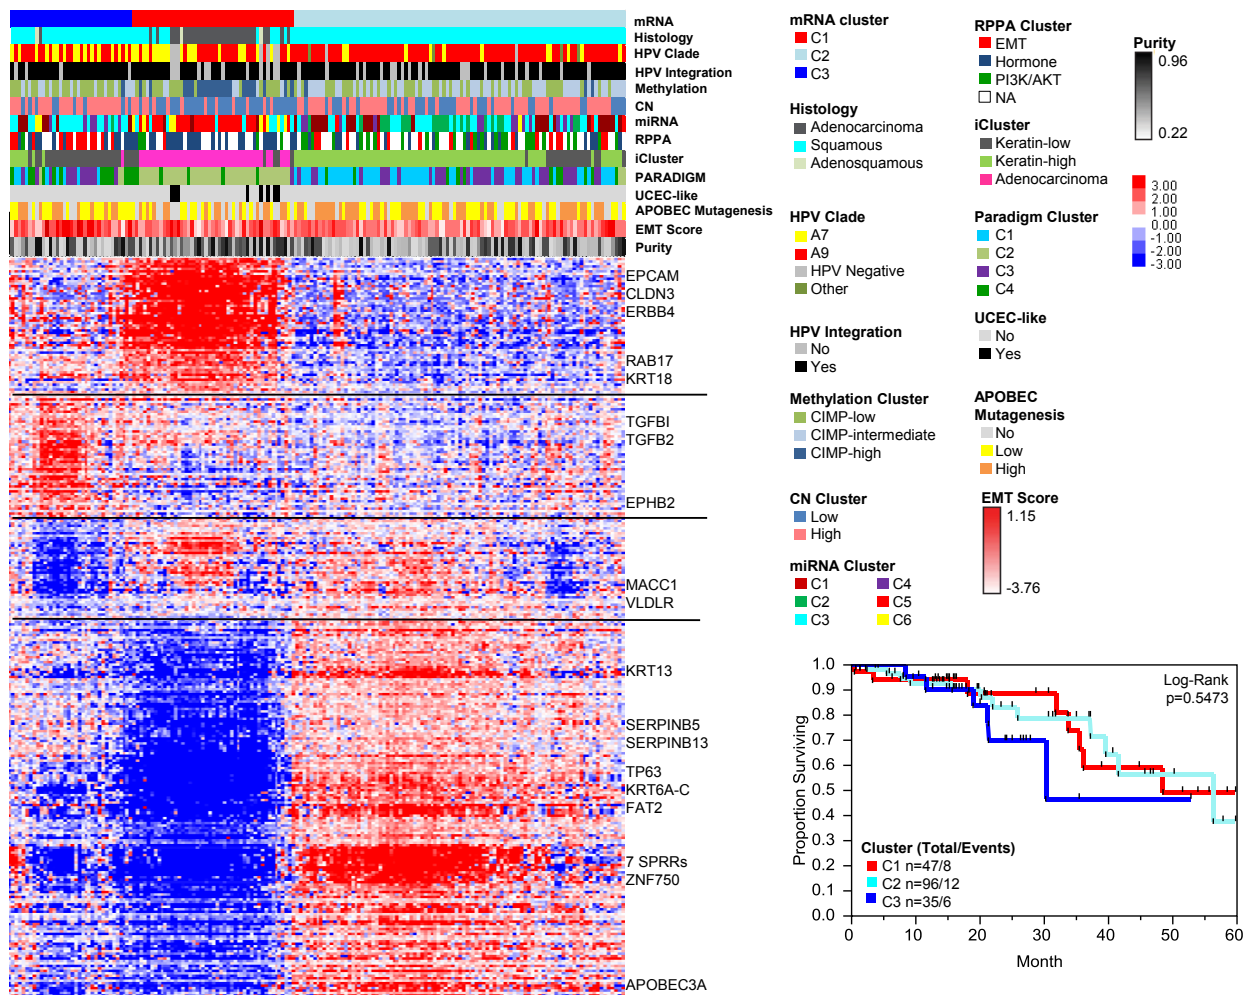 mRNA
Histology
HPV Clade
HPV Integration
Methylation
CN
miRNA
RPPA
iCluster
PARADIGM
UCEC-like
APOBEC Mutagenesis
EMT Score
Purity
EPCAM
CLDN3
ERBB4
RAB17
KRT18
TGFBI
TGFB2
EPHB2
MACC1
VLDLR
KRT13
SERPINB5
SERPINB13
TP63
KRT6A-C
FAT2
7 SPRRs
ZNF750
APOBEC3A
mRNA cluster
C1
C2
C3
Histology
Adenocarcinoma
Squamous
Adenosquamous
HPV Clade
A7
A9
HPV Negative
Other
HPV Integration
No
Yes
Methylation Cluster
CIMP-low
CIMP-intermediate
CIMP-high
CN Cluster
Low
High
miRNA Cluster
C1
C2
C3
C4
C5
C6
RPPA Cluster
EMT
Hormone
PI3K/AKT
NA
iCluster
Keratin-low
Keratin-high
Adenocarcinoma
Paradigm Cluster
C1
C2
C3
C4
UCEC-like
No
Yes
APOBEC
Mutagenesis
No
Low
High
EMT Score
1.15
-3.76
Purity
0.96
0.22
3.00
2.00
1.00
0.00
-1.00
-2.00
-3.00
Proportion Surviving
1.0
0.9
0.8
0.7
0.6
0.5
0.4
0.3
0.2
0.1
0.0
Log-Rank
p=0.5473
Cluster (Total/Events)
C1 n=47/8
C2 n=96/12
C3 n=35/6
0 10 20 30 40 50 60
Month